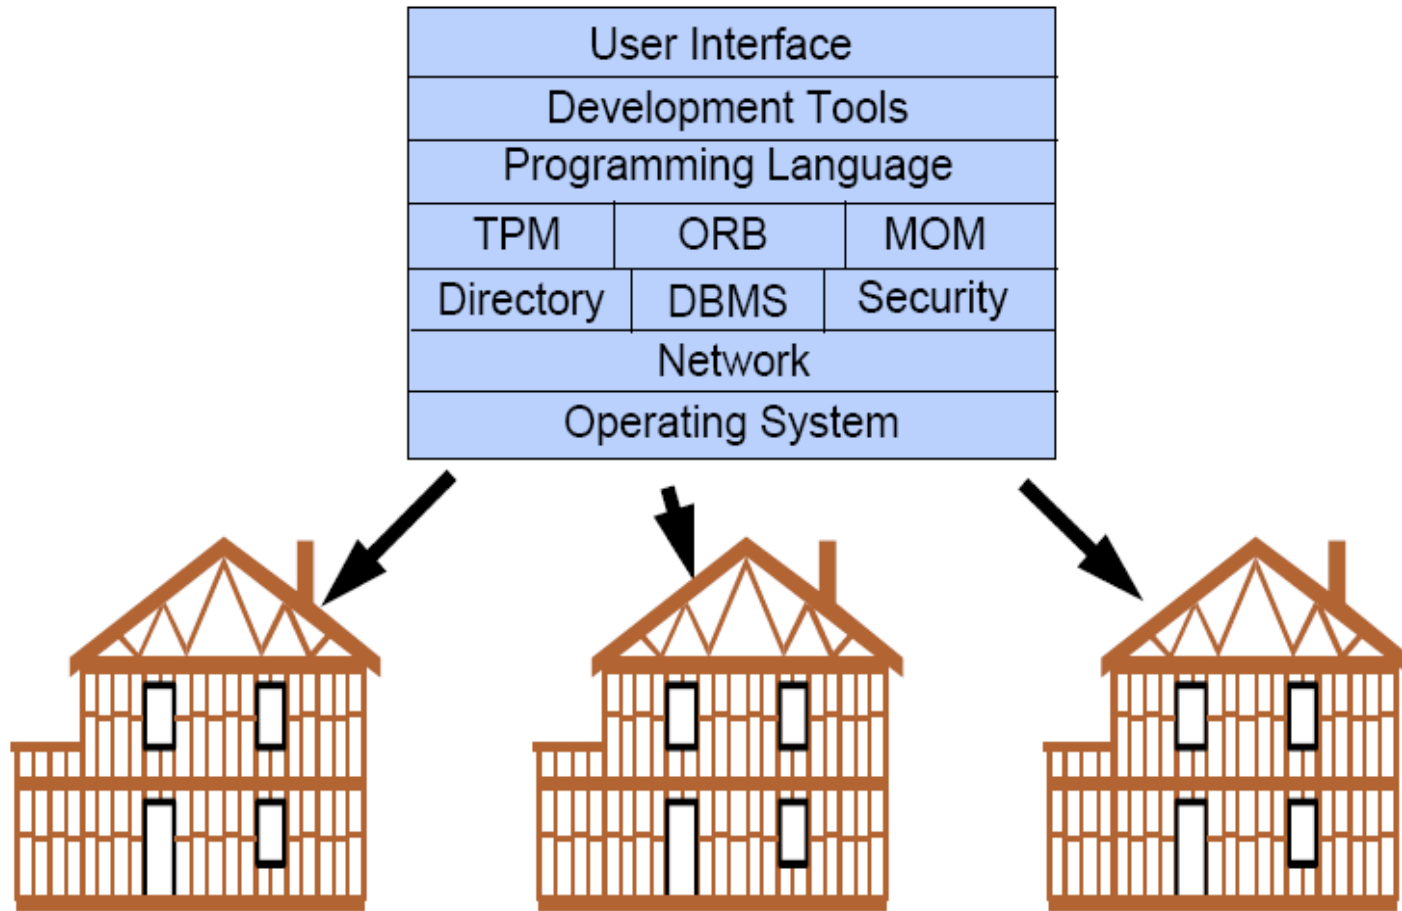 User Interface
Development Tools
Programming Language
TPM ORB MOM
Directory DBMS Security
Network
Operating System